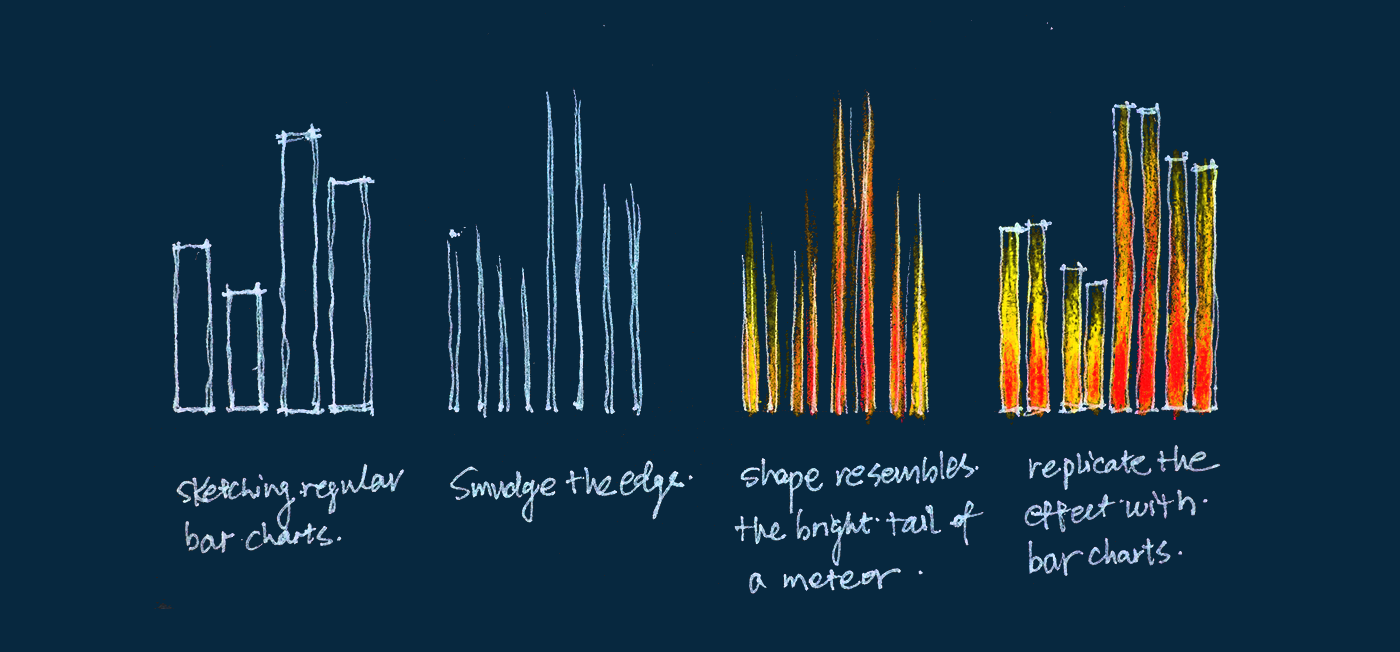 sketching regular
bar charts.
Smudge the edge.
shape resembles.
the bright tail of
a meteor.
replicate the
effect with.
bar charts.